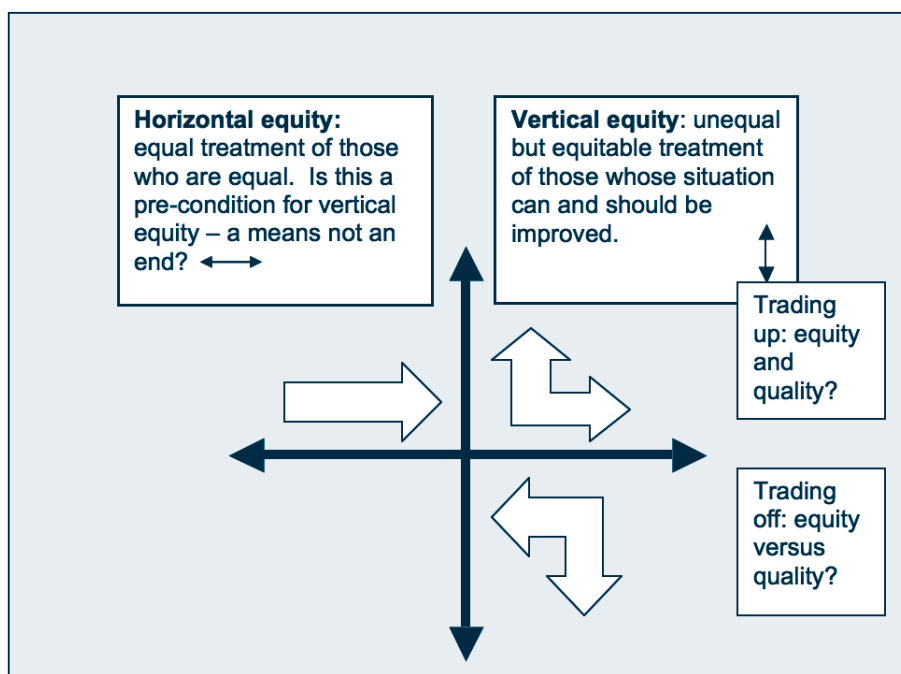 Horizontal equity:
equal treatment of those
who are equal.  Is this a
pre-condition for vertical
equity – a means not an
end?
Vertical equity: unequal
but equitable treatment
of those whose situation
can and should be
improved.
Trading
up: equity
and
quality?
Trading
off: equity
versus
quality?